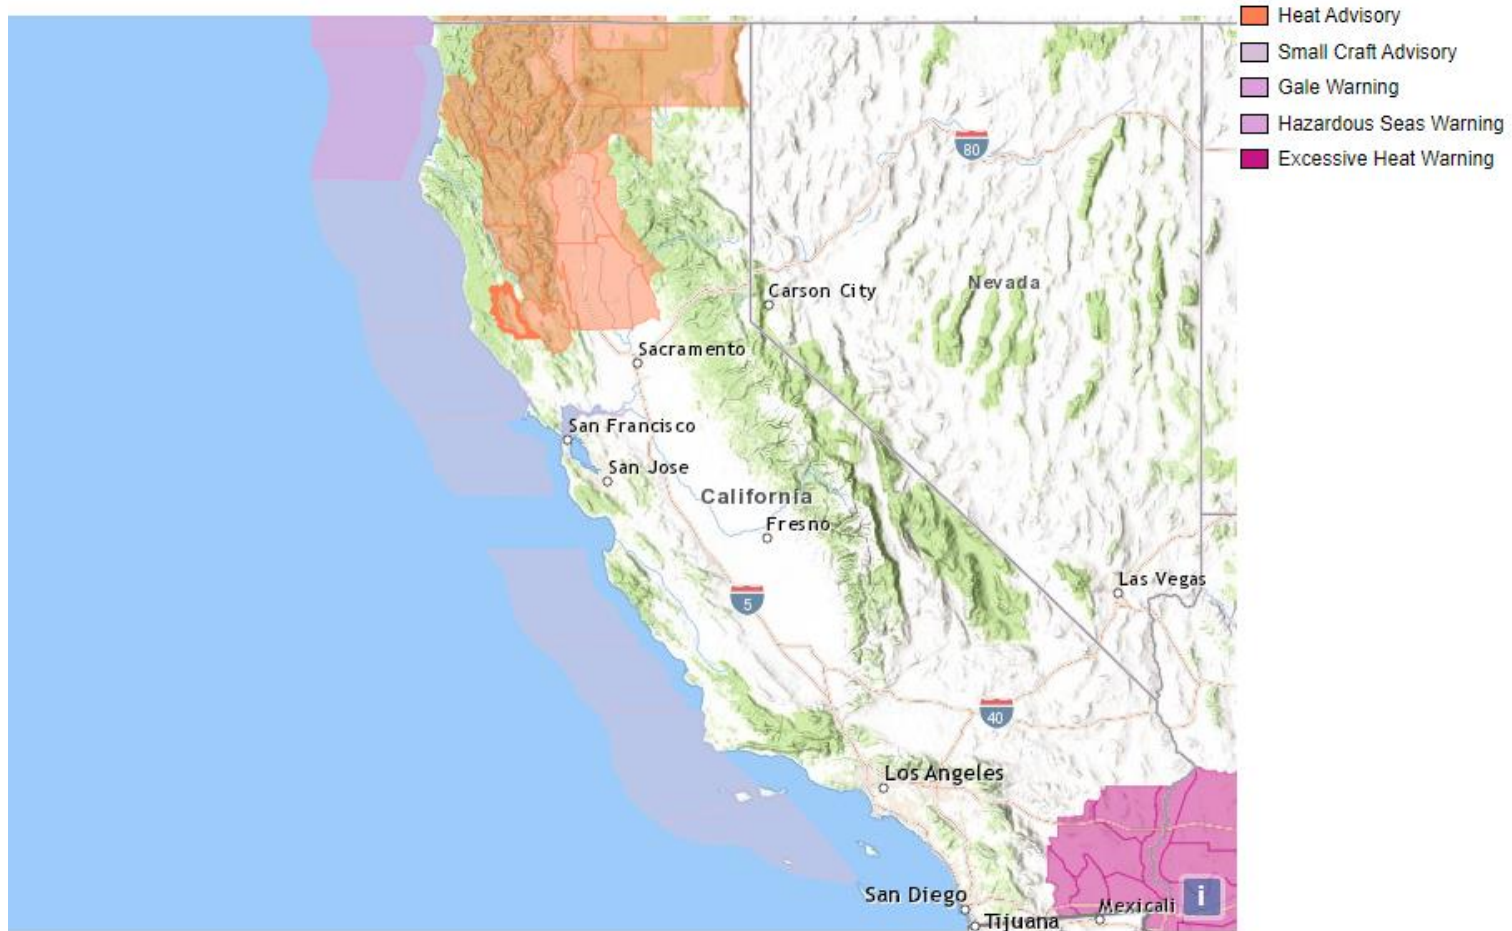 Heat Advisory
Small Craft Advisory
Gale Warning
Hazardous Seas Warning
Excessive Heat Warning
80
Carson City
Nevada
Sacramento
San Francisco
San Jose
California
Fresno
Las Vegas
5
40
Los Angeles
San Diego
Mexicali
Tijuana
i